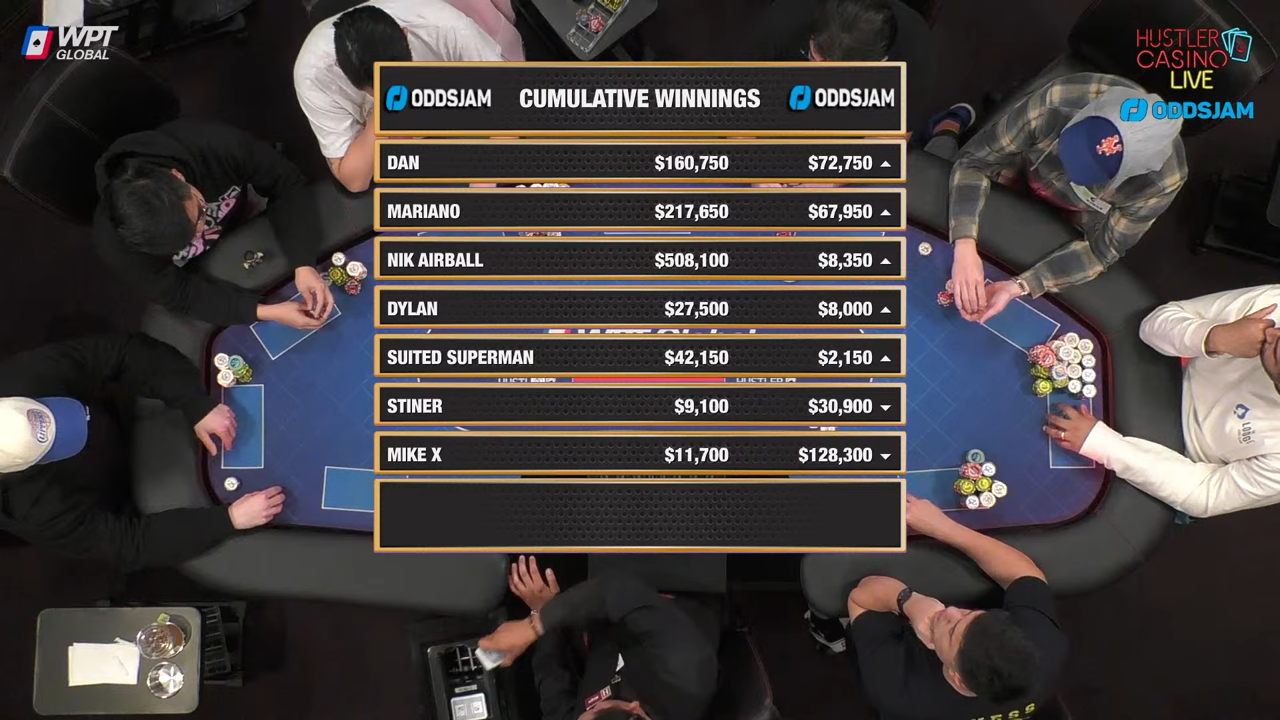 WPT
GLOBAL
HUSTLER
CASINO
LIVE
ODDSJAM
ODDSJAM CUMULATIVE WINNINGS ODDSJAM
DAN $160,750 $72,750 ▲
MARIANO $217,650 $67,950 ▲
NIK AIRBALL $508,100 $8,350 ▲
DYLAN $27,500 $8,000 ▲
SUITED SUPERMAN $42,150 $2,150 ▲
STINER $9,100 $30,900 ▼
MIKE X $11,700 $128,300 ▼